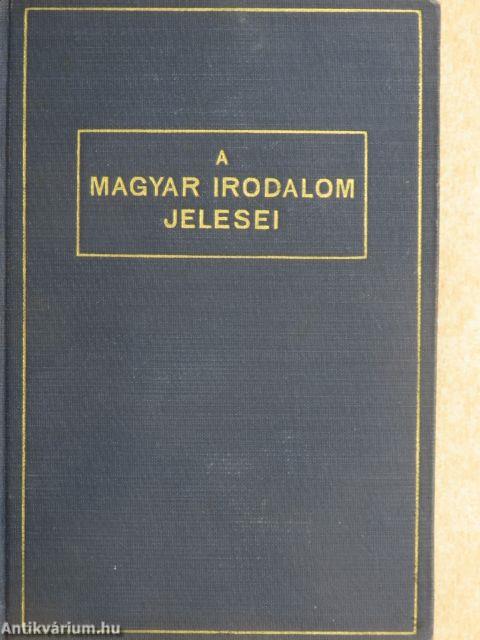 A
MAGYAR IRODALOM
JELESEI
Antikvárium.hu